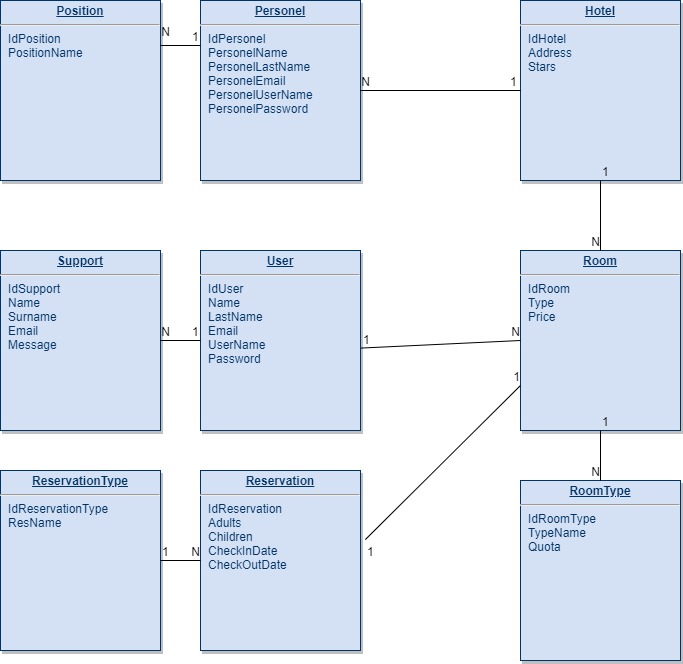 Position
IdPosition
PositionName
N
1
Personel
IdPersonel
PersonelName
PersonelLastName
PersonelEmail
PersonelUserName
PersonelPassword
N
1
Hotel
IdHotel
Address
Stars
1
N
Support
IdSupport
Name
Surname
Email
Message
N
1
User
IdUser
Name
LastName
Email
UserName
Password
1
N
Room
IdRoom
Type
Price
1
1
N
ReservationType
IdReservationType
ResName
1
N
Reservation
IdReservation
Adults
Children
CheckInDate
CheckOutDate
1
RoomType
IdRoomType
TypeName
Quota